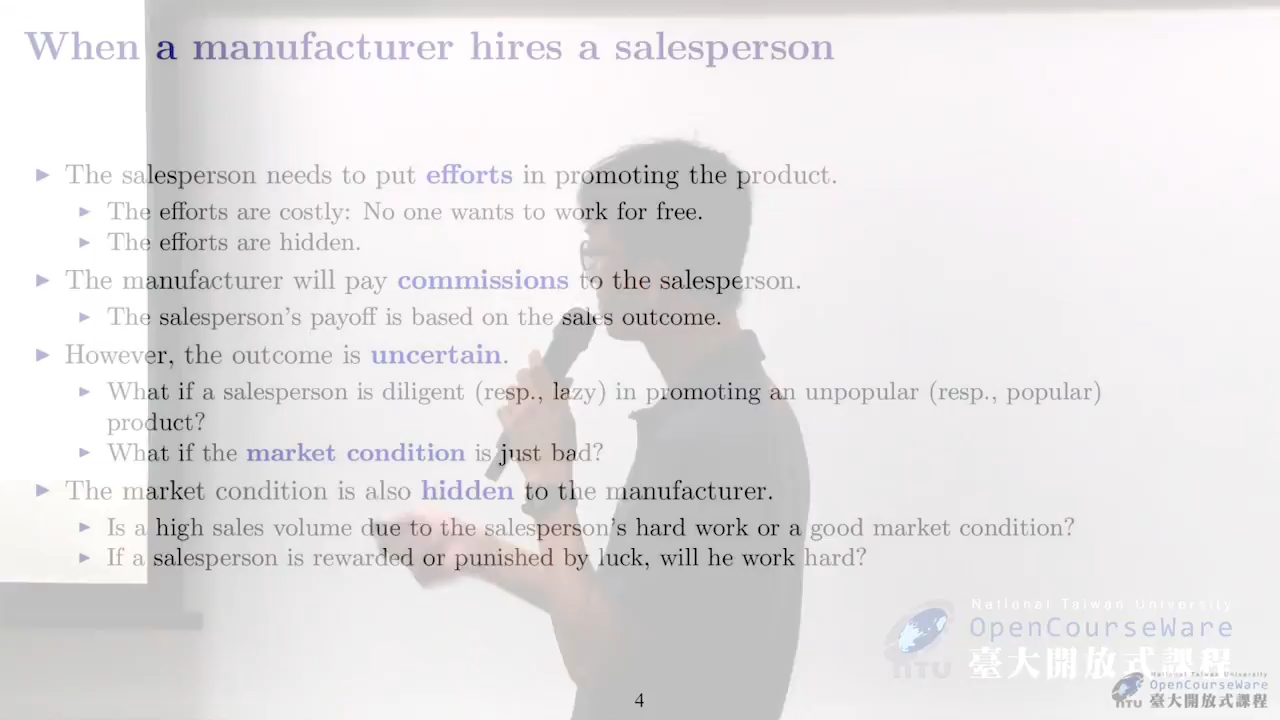 When a manufacturer hires a salesperson
► The salesperson needs to put efforts in promoting the product.
► The efforts are costly: No one wants to work for free.
► The efforts are hidden.
► The manufacturer will pay commissions to the salesperson.
► The salesperson's payoff is based on the sales outcome.
► However, the outcome is uncertain.
► What if a salesperson is diligent (resp., lazy) in promoting an unpopular (resp., popular)
product?
► What if the market condition is just bad?
► The market condition is also hidden to the manufacturer.
► Is a high sales volume due to the salesperson's hard work or a good market condition?
► If a salesperson is rewarded or punished by luck, will he work hard?
National Taiwan University
OpenCourseWare
NTU 臺大開放式課程
National Taiwan University
OpenCourseWare
NTU 臺大開放式課程
4